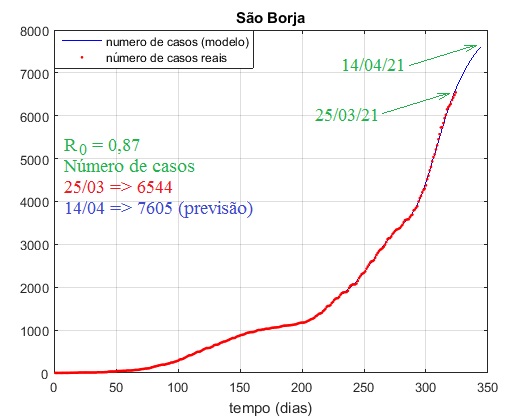 São Borja
numero de casos (modelo)
número de casos reais
14/04/21
25/03/21
R0 = 0,87
Número de casos
25/03 => 6544
14/04 => 7605 (previsão)
8000
7000
6000
5000
4000
3000
2000
1000
0
0 50 100 150 200 250 300 350
tempo (dias)